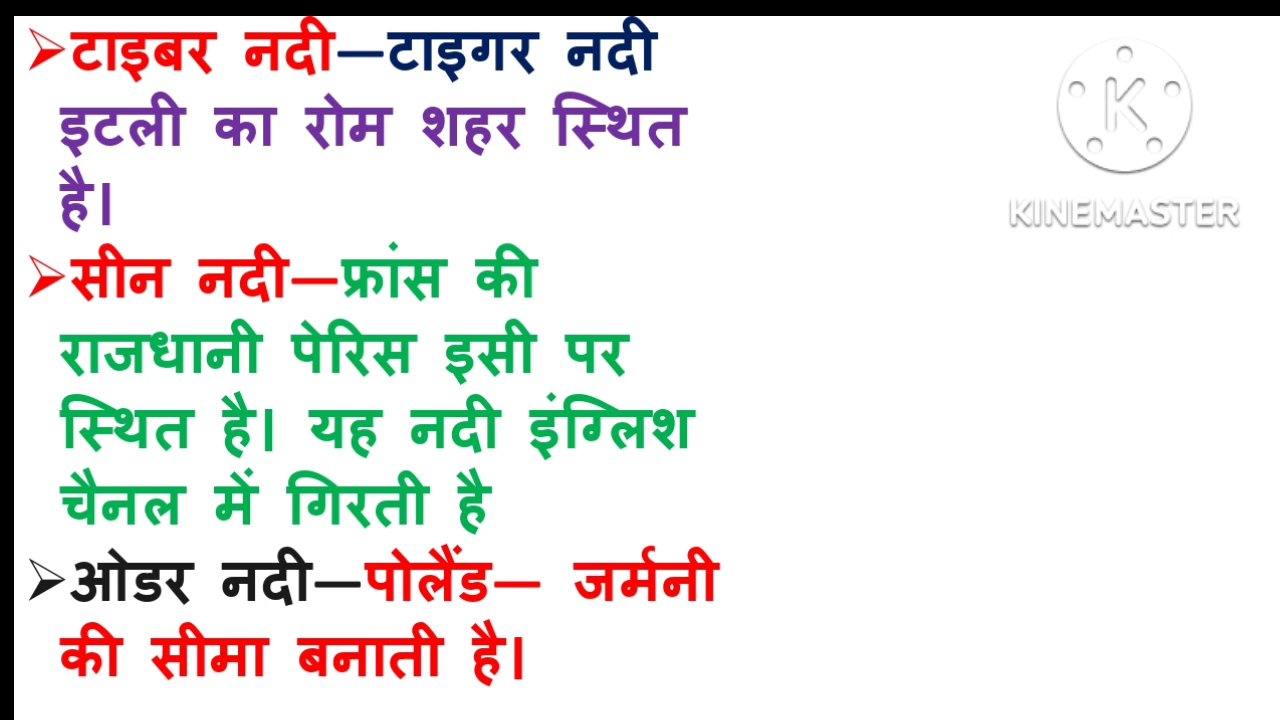 ➢टाइबर नदी—टाइगर नदी
इटली का रोम शहर स्थित
है।
➢सीन नदी—फ्रांस की
राजधानी पेरिस इसी पर
स्थित है। यह नदी इंग्लिश
चैनल में गिरती है
➢ओडर नदी—पोलैंड— जर्मनी
की सीमा बनाती है।
K
KINEMASTER